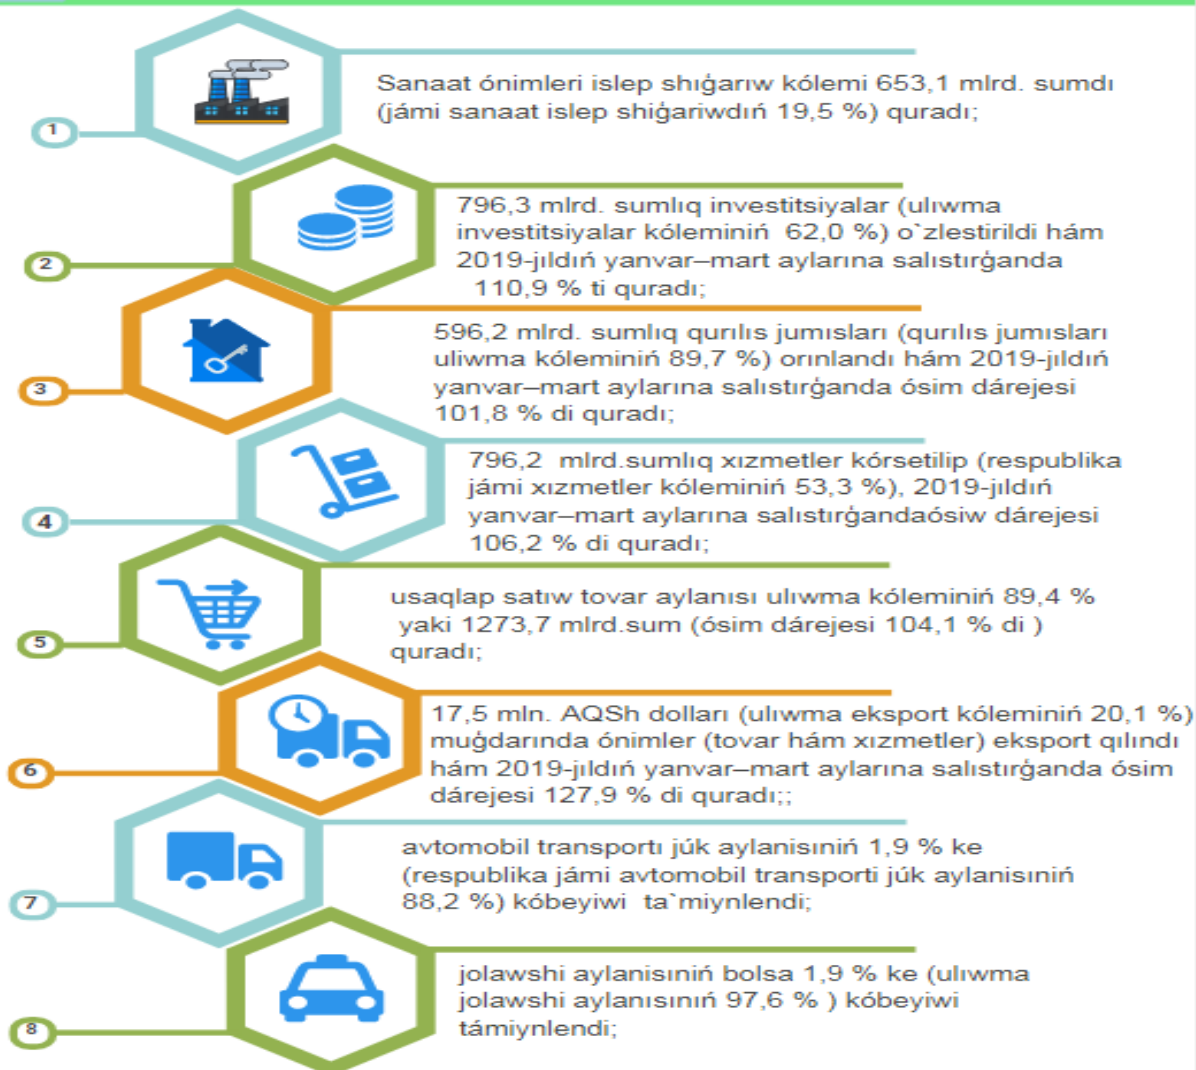 1
Sanaat ónimleri islep shıǵarıw kólemi 653,1 mlrd. sumdı
(jámi sanaat islep shiǵariwdıń 19,5 %) quradı;
2
796,3 mlrd. sumlıq investitsiyalar (ulıwma
investitsiyalar kóleminiń 62,0 %) o`zlestirildi hám
2019-jıldıń yanvar–mart aylarına salıstırǵanda
110,9 % ti quradı;
3
596,2 mlrd. sumlıq qurılıs jumısları (qurılıs jumısları
uliwma kóleminiń 89,7 %) orınlandı hám 2019-jıldıń
yanvar–mart aylarına salıstırǵanda ósim dárejesi
101,8 % di quradı;
4
796,2 mlrd.sumlıq xızmetler kórsetilip (respublika
jámi xızmetler kóleminiń 53,3 %), 2019-jıldıń
yanvar–mart aylarına salıstırǵandaósiw dárejesi
106,2 % di quradı;
5
usaqlap satıw tovar aylanısı ulıwma kóleminiń 89,4 %
yaki 1273,7 mlrd.sum (ósim dárejesi 104,1 % di )
quradı;
6
17,5 mln. AQSh dolları (ulıwma eksport kóleminiń 20,1 %)
muǵdarında ónimler (tovar hám xızmetler) eksport qılındı
hám 2019-jıldıń yanvar–mart aylarına salıstırǵanda ósim
dárejesi 127,9 % di quradı;;
7
avtomobil transportı júk aylanisınıń 1,9 % ke
(respublika jámi avtomobil transporti júk aylanisınıń
88,2 %) kóbeyiwi ta`miynlendi;
8
jolawshi aylanisıniń bolsa 1,9 % ke (ulıwma
jolawshi aylanısınıń 97,6 % ) kóbeyiwi
támiynlendi;